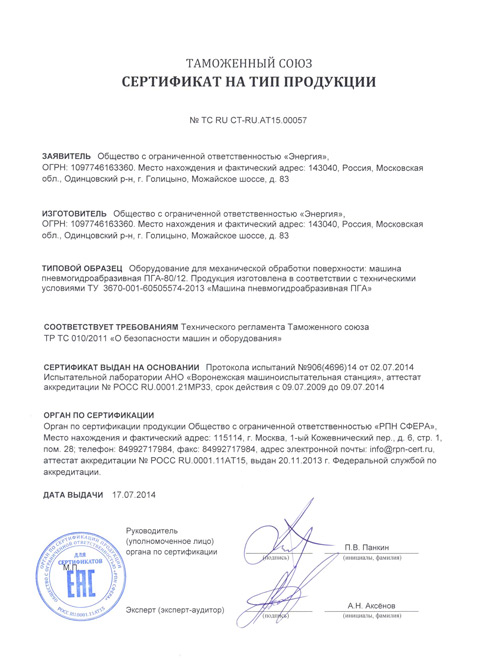 ТАМОЖЕННЫЙ СОЮЗ
СЕРТИФИКАТ НА ТИП ПРОДУКЦИИ
№ TC RU CT-RU.AT15.00057
ЗАЯВИТЕЛЬ Общество с ограниченной ответственностью «Энергия»,
ОГРН: 1097746163360. Место нахождения и фактический адрес: 143040, Россия, Московская
обл., Одинцовский р-н, г. Голицыно, Можайское шоссе, д. 83
ИЗГОТОВИТЕЛЬ Общество с ограниченной ответственностью «Энергия»,
ОГРН: 1097746163360. Место нахождения и фактический адрес: 143040, Россия, Московская
обл., Одинцовский р-н, г. Голицыно, Можайское шоссе, д. 83
ТИПОВОЙ ОБРАЗЕЦ Оборудование для механической обработки поверхности: машина
пневмогидроабразивная ПГА-80/12. Продукция изготовлена в соответствии с техническими
условиями ТУ 3670-001-60505574-2013 «Машина пневмогидроабразивная ПГА»
СООТВЕТСТВУЕТ ТРЕБОВАНИЯМ Технического регламента Таможенного союза
ТР ТС 010/2011 «О безопасности машин и оборудования»
СЕРТИФИКАТ ВЫДАН НА ОСНОВАНИИ Протокола испытаний №906(4696)14 от 02.07.2014
Испытательной лаборатории АНО «Воронежская машиноиспытательная станция», аттестат
аккредитации № РОСС RU.0001.21МР33, срок действия с 09.07.2009 до 09.07.2014
ОРГАН ПО СЕРТИФИКАЦИИ
Орган по сертификации продукции Общество с ограниченной ответственностью «РПН СФЕРА»,
Место нахождения и фактический адрес: 115114, г. Москва, 1-ый Кожевнический пер., д. 6, стр. 1,
пом. 28; телефон: 84992717984, факс: 84992717984, адрес электронной почты: info@rpn-cert.ru,
аттестат аккредитации № РОСС RU.0001.11АТ15, выдан 20.11.2013 г. Федеральной службой по
аккредитации.
ДАТА ВЫДАЧИ 17.07.2014
Руководитель
(уполномоченное лицо)
органа по сертификации
(подпись)
П.В. Панкин
(инициалы, фамилия)
ДЛЯ
СЕРТИФИКАТОВ
М.П.
ЕАС
Эксперт (эксперт-аудитор)
(подпись)
А.Н. Аксёнов
(инициалы, фамилия)